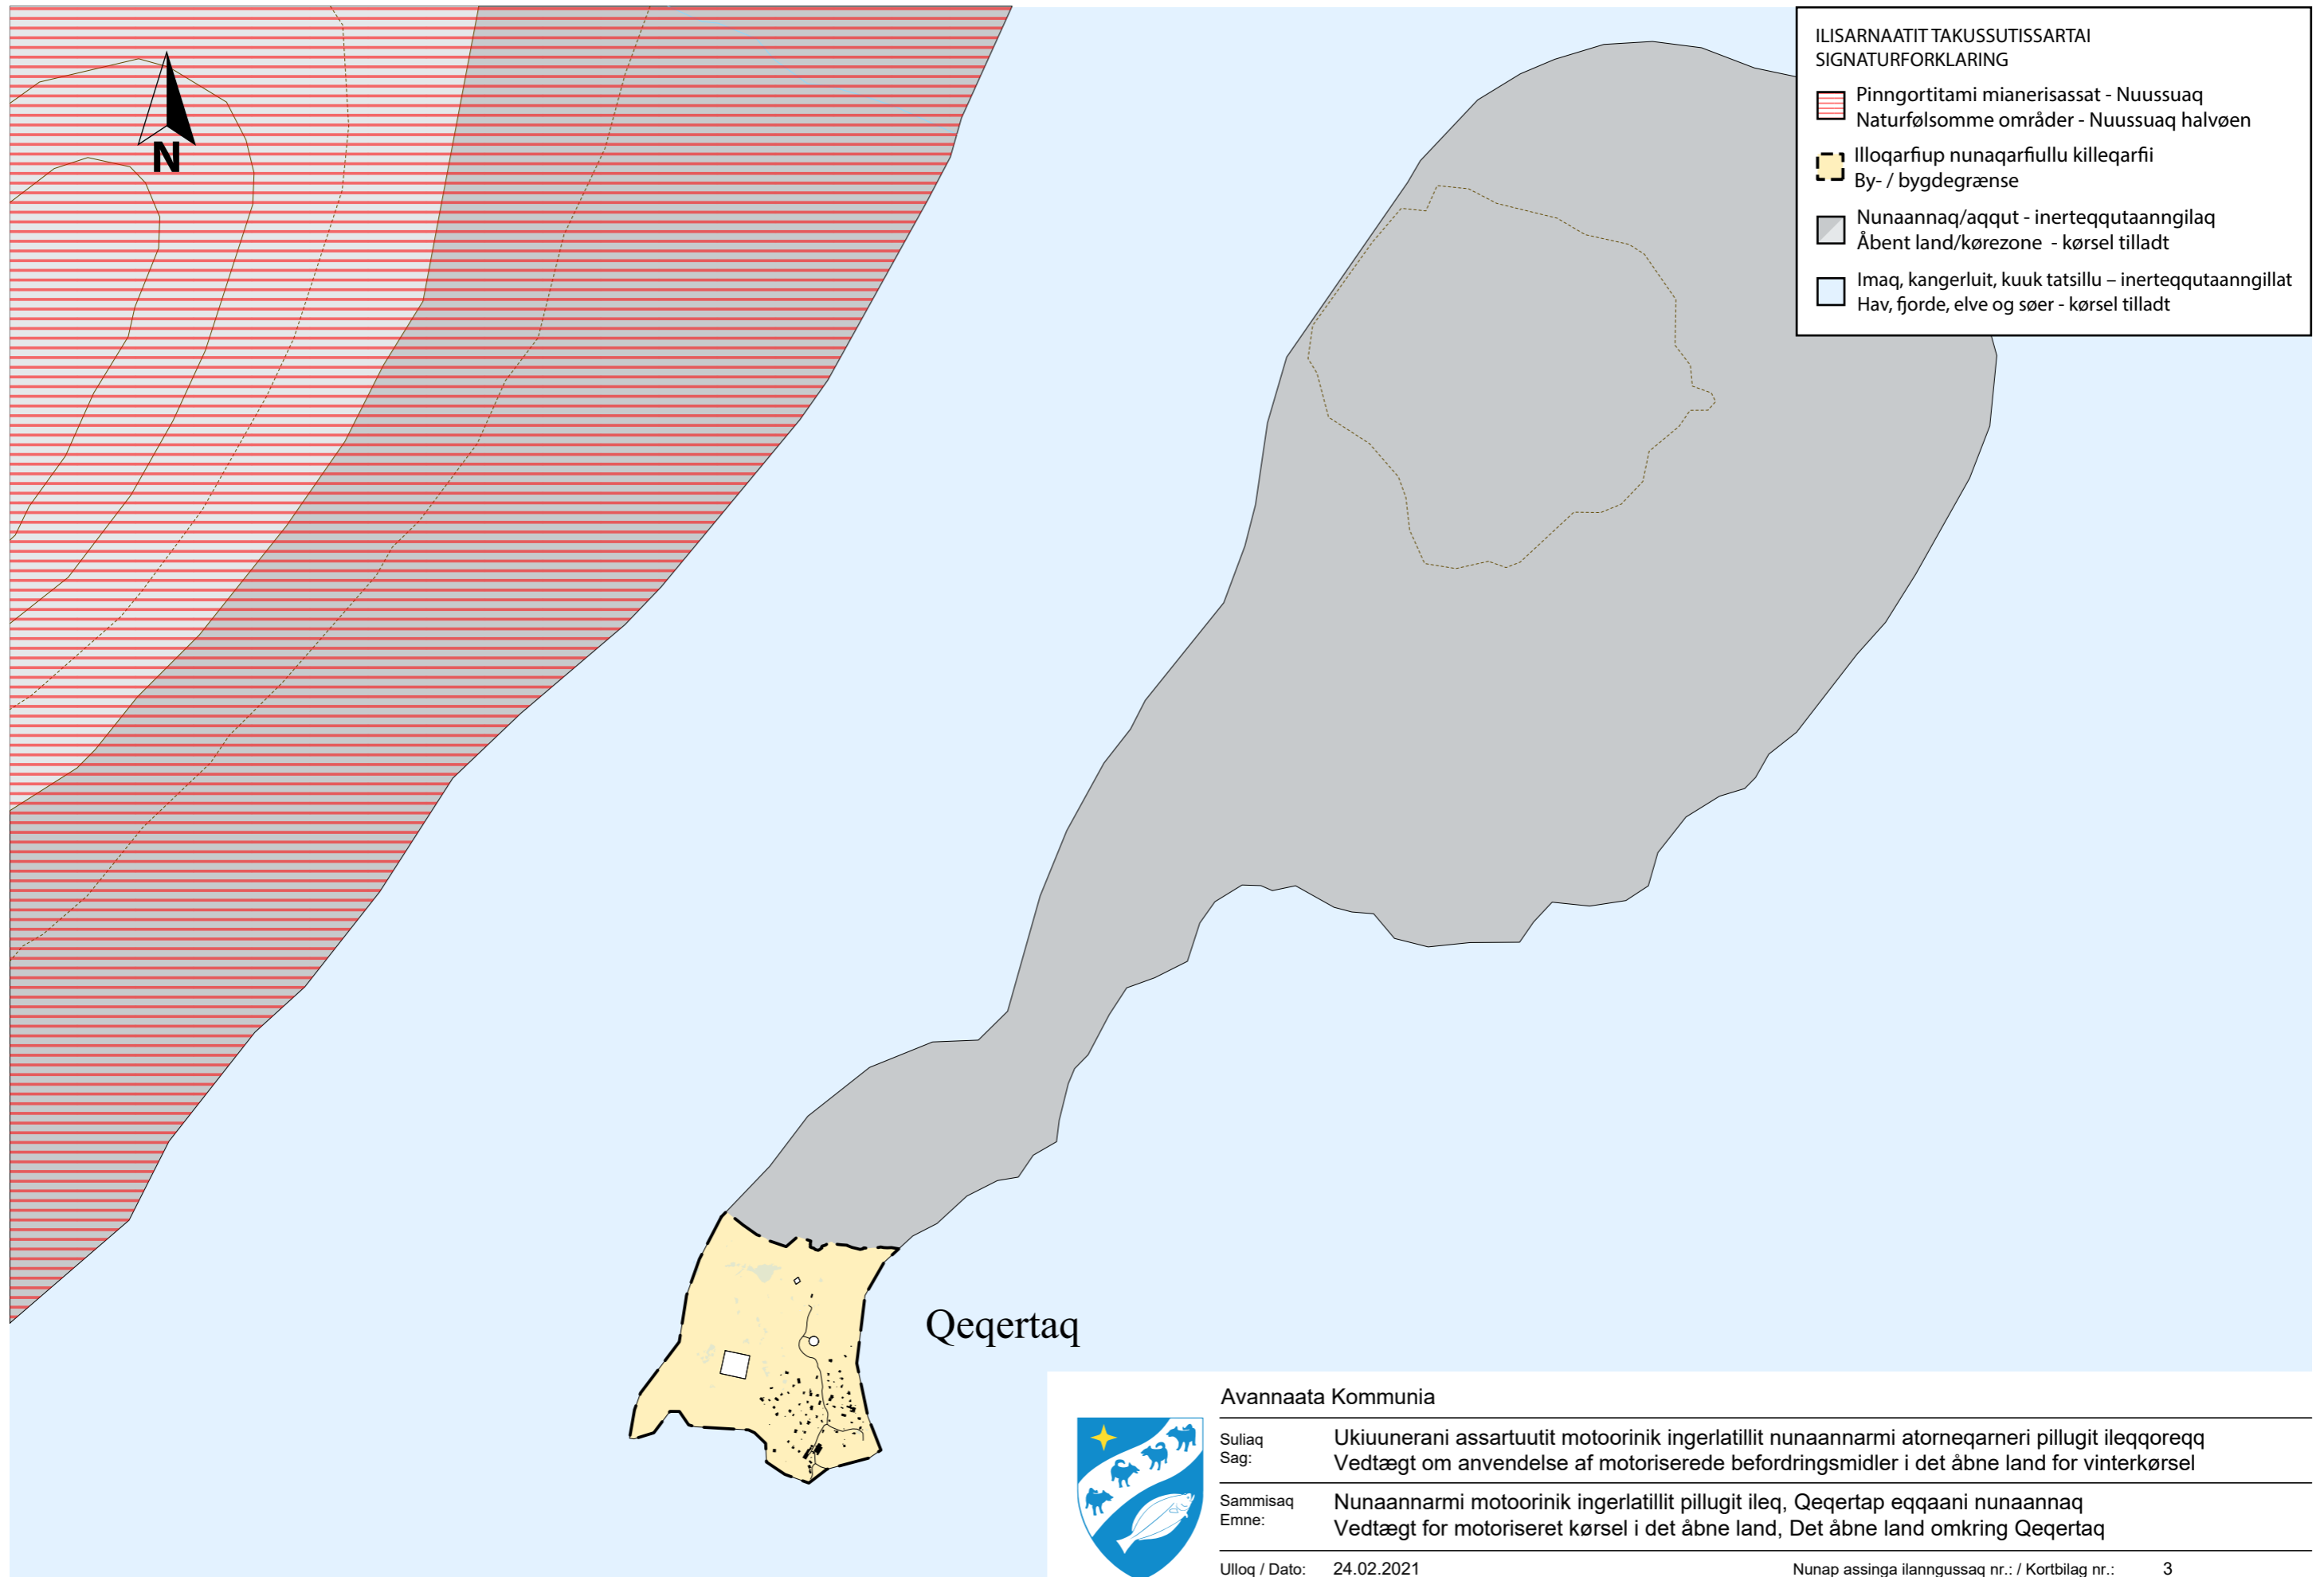 ILISARNAATIT TAKUSSUTISSARTAI
SIGNATURFORKLARING
Pinngortitami mianerisassat - Nuussuaq
Naturfølsomme områder - Nuussuaq halvøen
Illoqarfiup nunaqarfiullu killeqarfii
By- / bygdegrænse
Nunaannaq/aqqut - inerteqqutaanngilaq
Åbent land/kørezone - kørsel tilladt
Imaq, kangerluit, kuuk tatsillu – inerteqqutaanngillat
Hav, fjorde, elve og søer - kørsel tilladt
N
Qeqertaq
Avannaata Kommunia
Suliaq Ukiuunerani assartuutit motoorinik ingerlatillit nunaannarmi atorneqarneri pillugit ileqqoreqq
Sag: Vedtægt om anvendelse af motoriserede befordringsmidler i det åbne land for vinterkørsel
Sammisaq Nunaannarmi motoorinik ingerlatillit pillugit ileq, Qeqertap eqqaani nunaannaq
Emne: Vedtægt for motoriseret kørsel i det åbne land, Det åbne land omkring Qeqertaq
Ulloq / Dato: 24.02.2021 Nunap assinga ilanngussaq nr.: / Kortbilag nr.: 3